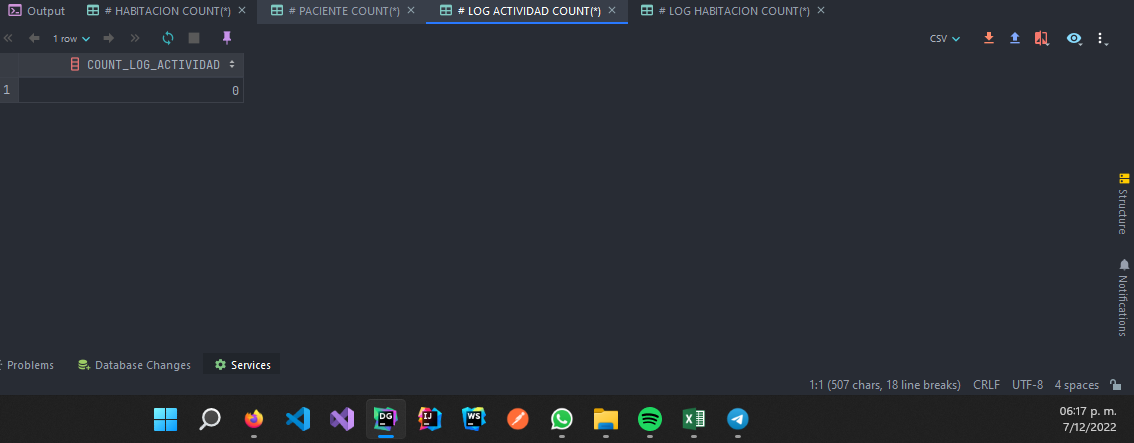 Output
# HABITACION COUNT(*)
# PACIENTE COUNT(*)
# LOG ACTIVIDAD COUNT(*)
# LOG HABITACION COUNT(*)
1 row
CSV
COUNT_LOG_ACTIVIDAD
1 0
Structure
Notifications
Problems
Database Changes
Services
1:1 (507 chars, 18 line breaks) CRLF UTF-8 4 spaces
DG
IJ
WS
06:17 p. m.
7/12/2022